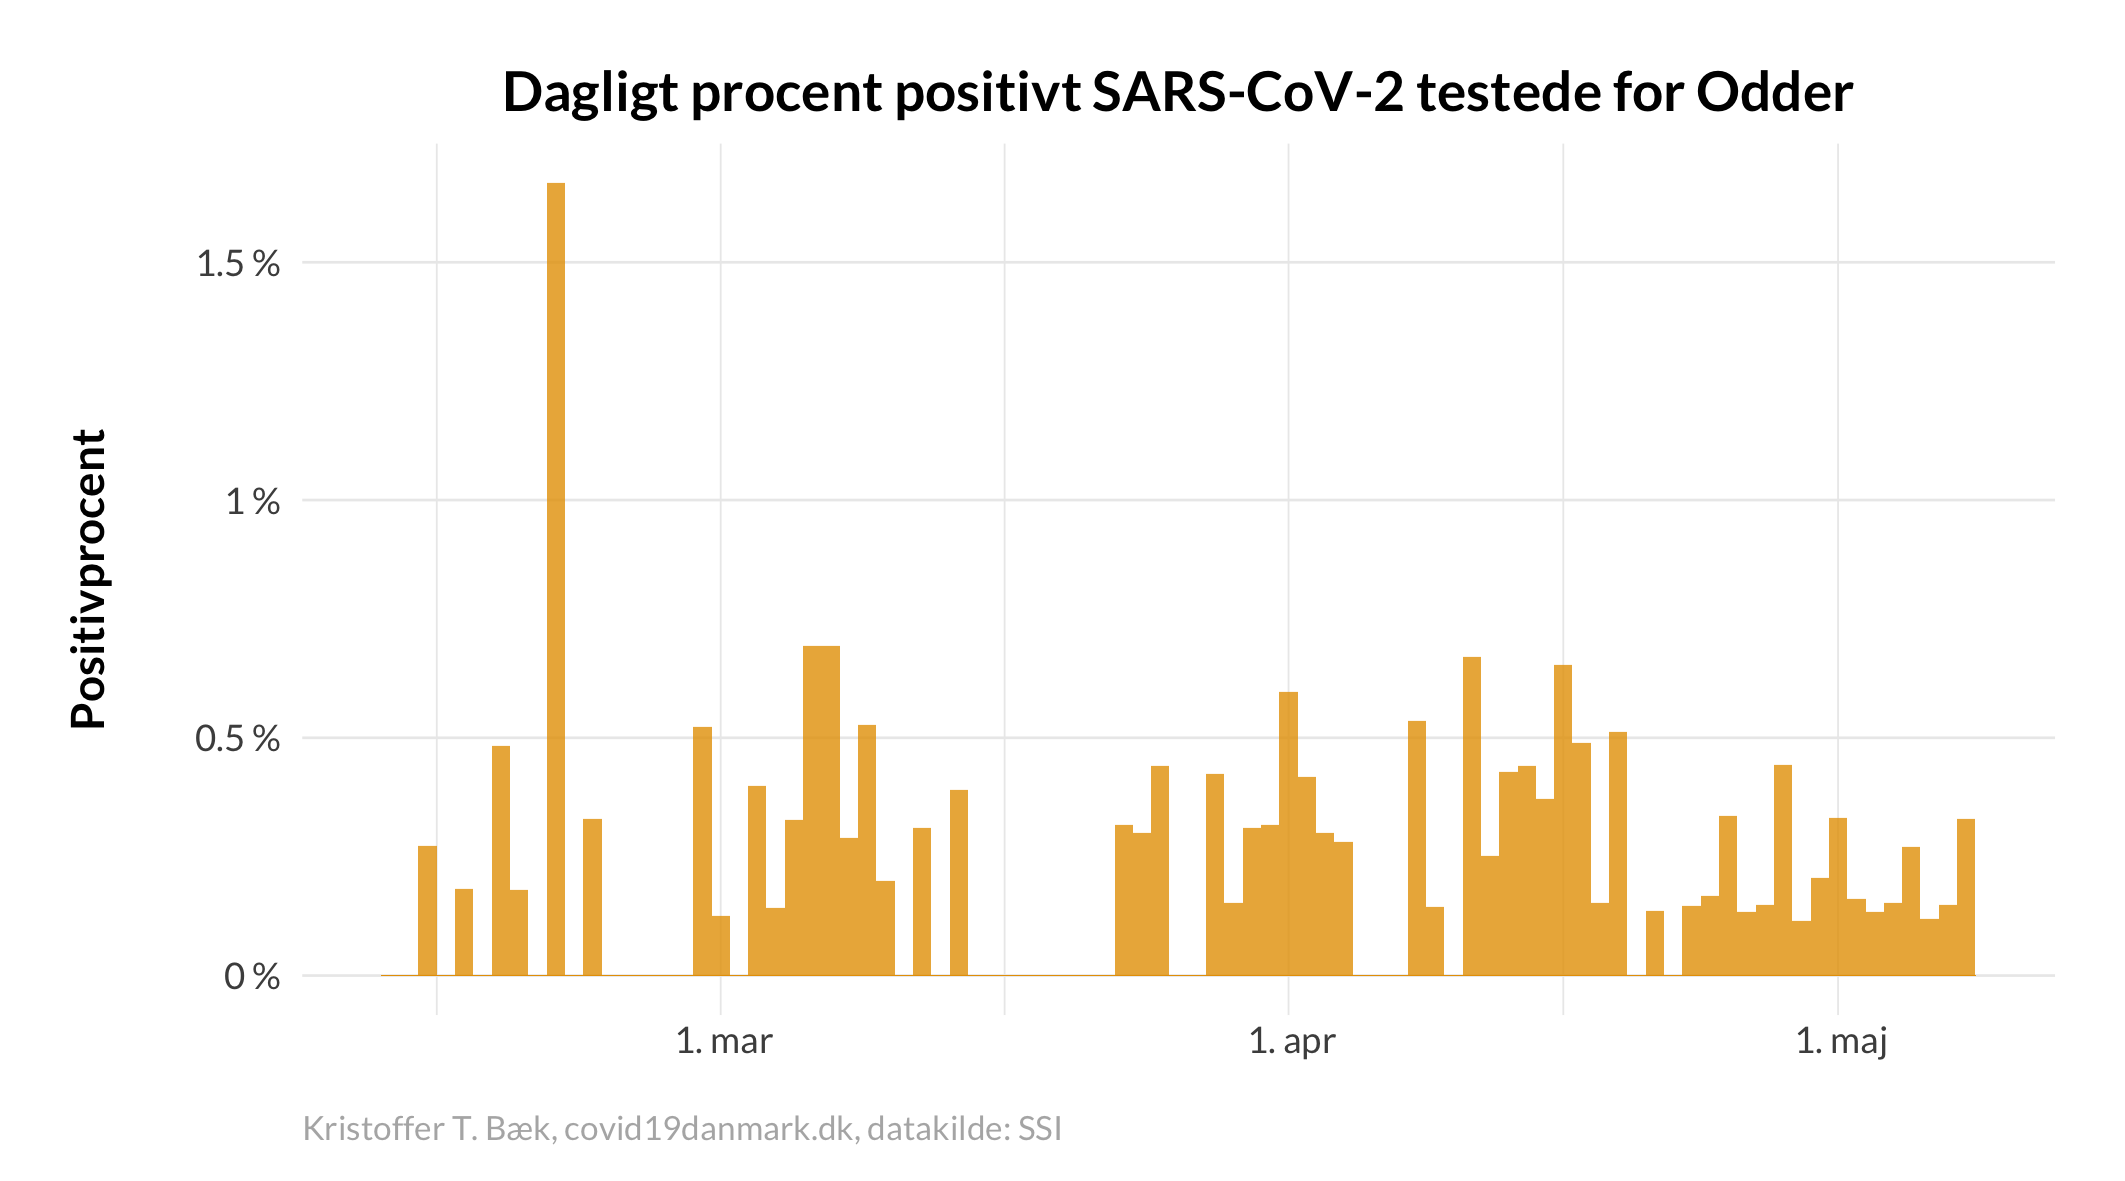 Dagligt procent positivt SARS-CoV-2 testede for Odder
Positivprocent
1.5 %
1 %
0.5 %
0 %
1. mar
1. apr
1. maj
Kristoffer T. Bæk, covid19danmark.dk, datakilde: SSI